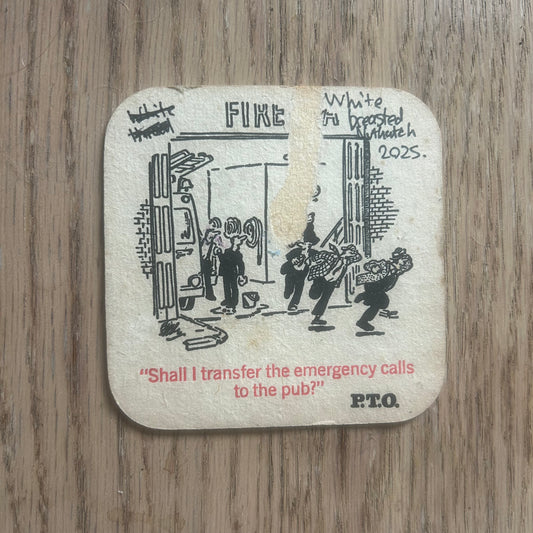 White
breasted
Nuthatch
2025.
FIRE
"Shall I transfer the emergency calls
to the pub?"
P.T.O.